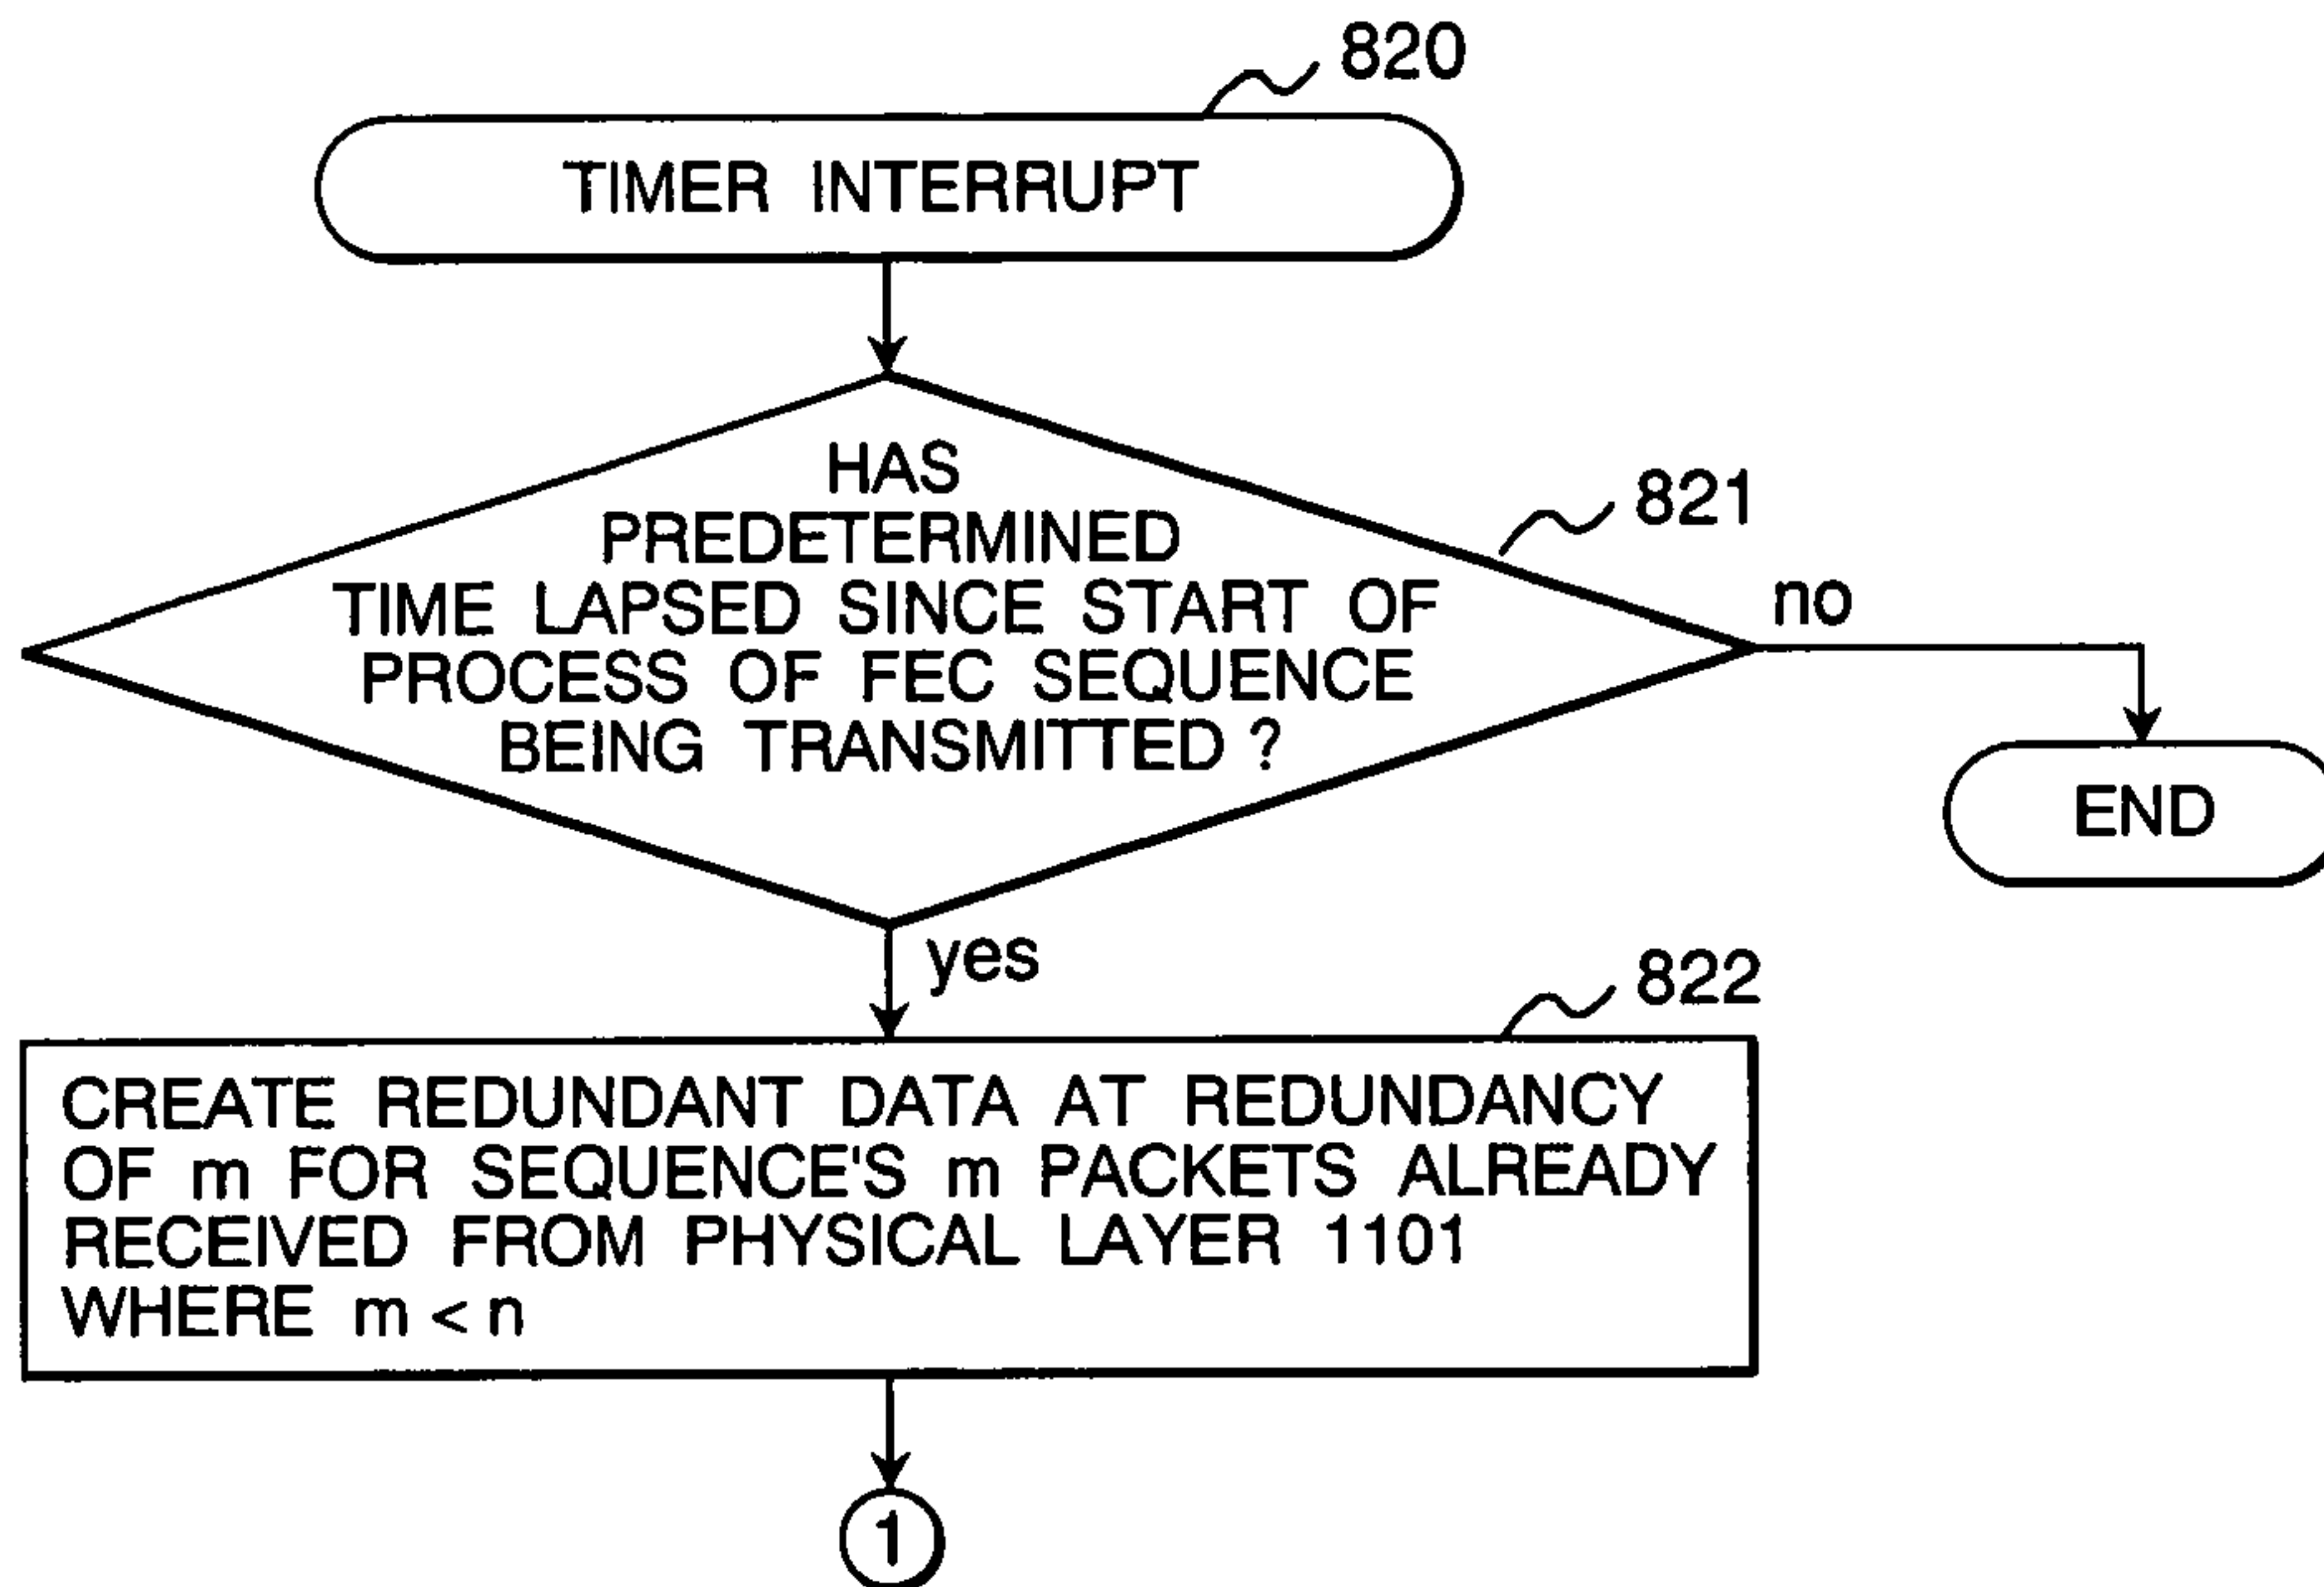 820
TIMER INTERRUPT
HAS
PREDETERMINED
TIME LAPSED SINCE START OF
PROCESS OF FEC SEQUENCE
BEING TRANSMITTED ?
821
no
END
yes
822
CREATE REDUNDANT DATA AT REDUNDANCY
OF m FOR SEQUENCE'S m PACKETS ALREADY
RECEIVED FROM PHYSICAL LAYER 1101
WHERE m < n
1